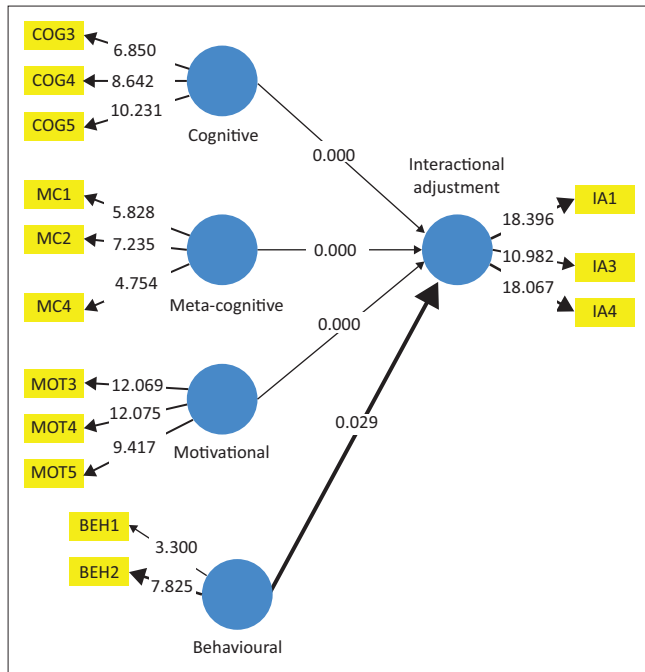 COG3
6.850
COG4
8.642
COG5
10.231
Cognitive
0.000
Interactional
adjustment
MC1
5.828
MC2
7.235
MC4
4.754
Meta-cognitive
0.000
18.396
IA1
10.982
IA3
18.067
IA4
0.000
MOT3
12.069
MOT4
12.075
MOT5
9.417
Motivational
0.029
BEH1
3.300
BEH2
7.825
Behavioural